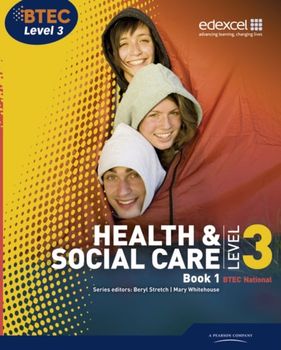 BTEC
Level 3
edexcel
advancing learning, changing lives
HEALTH &
SOCIAL CARE
LEVEL 3
Book 1 BTEC National
Series editors: Beryl Stretch | Mary Whitehouse
A PEARSON COMPANY